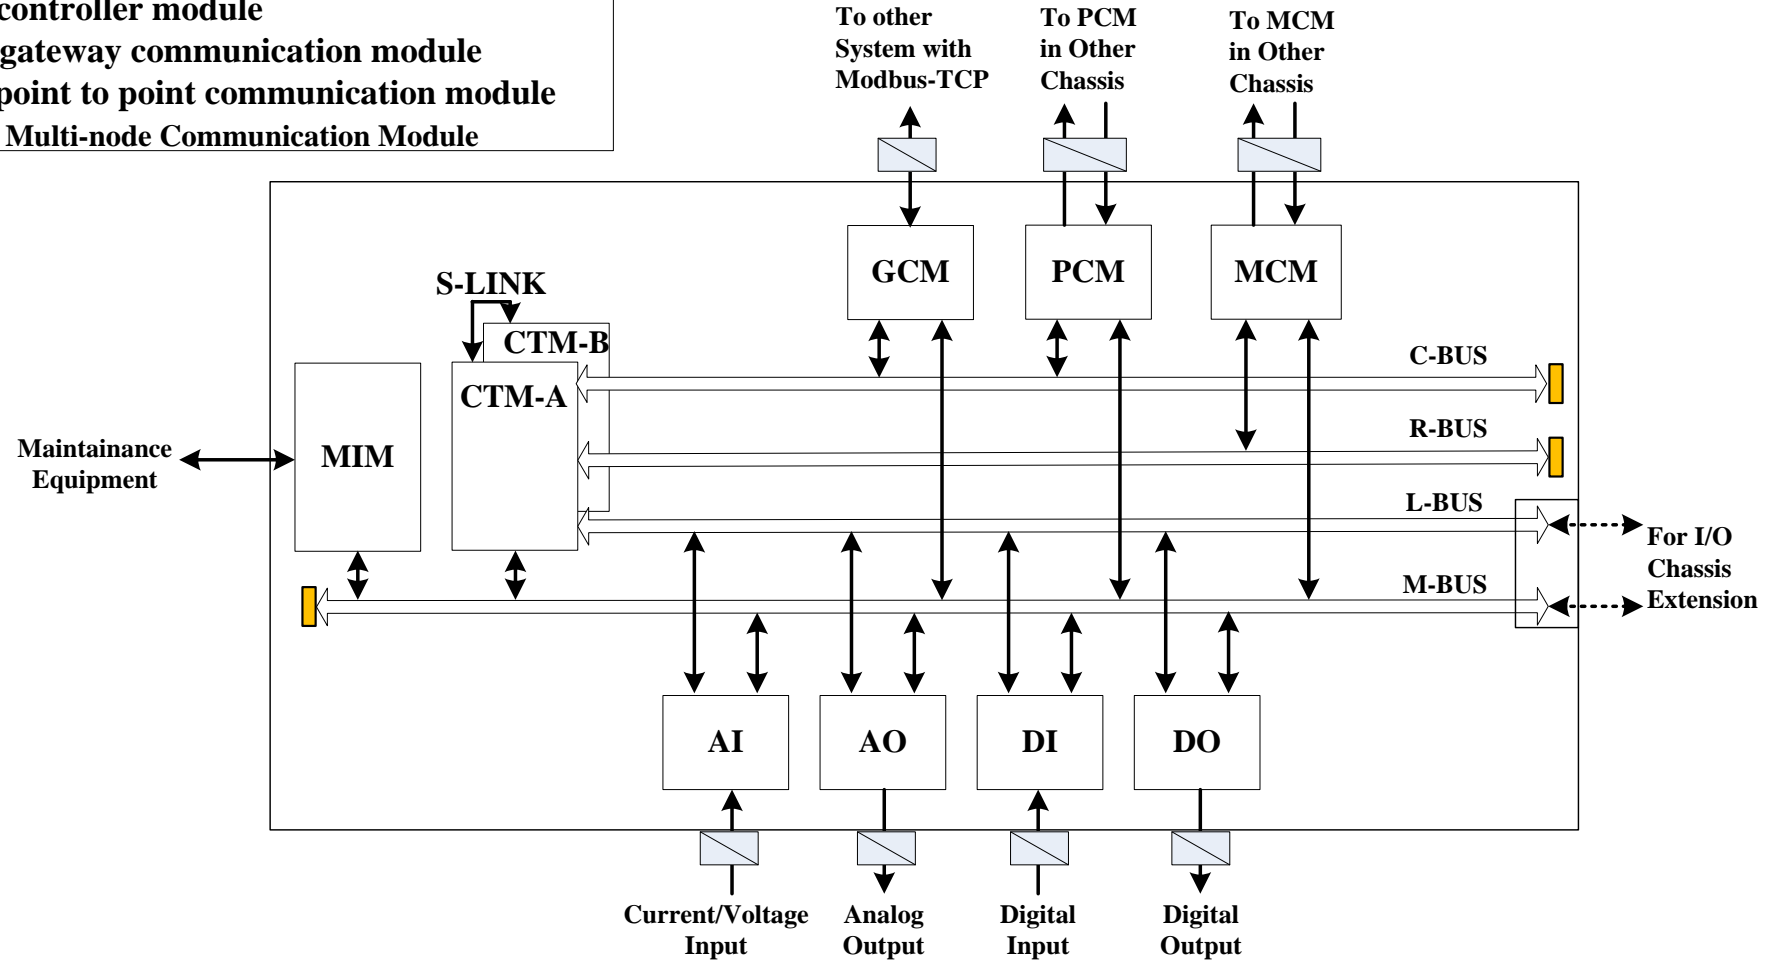 controller module
gateway communication module
point to point communication module
Multi-node Communication Module
To other
System with
Modbus-TCP
To PCM
in Other
Chassis
To MCM
in Other
Chassis
GCM
PCM
MCM
S-LINK
CTM-B
CTM-A
MIM
Maintainance
Equipment
C-BUS
R-BUS
L-BUS
M-BUS
For I/O
Chassis
Extension
AI
AO
DI
DO
Current/Voltage
Input
Analog
Output
Digital
Input
Digital
Output